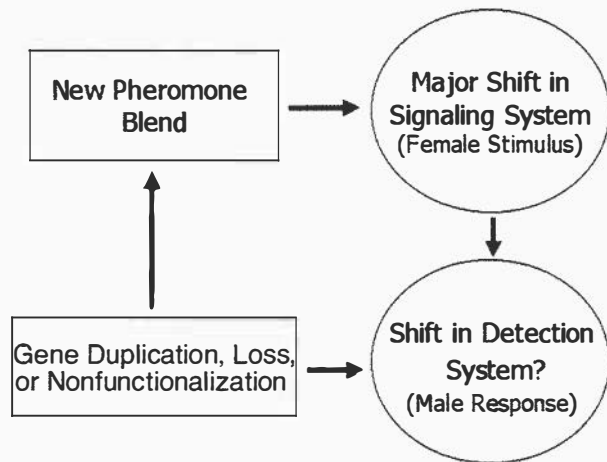 New Pheromone
Blend
Major Shift in
Signaling System
(Female Stimulus)
Gene Duplication, Loss,
or Nonfunctionalization
Shift in Detection
System?
(Male Response)